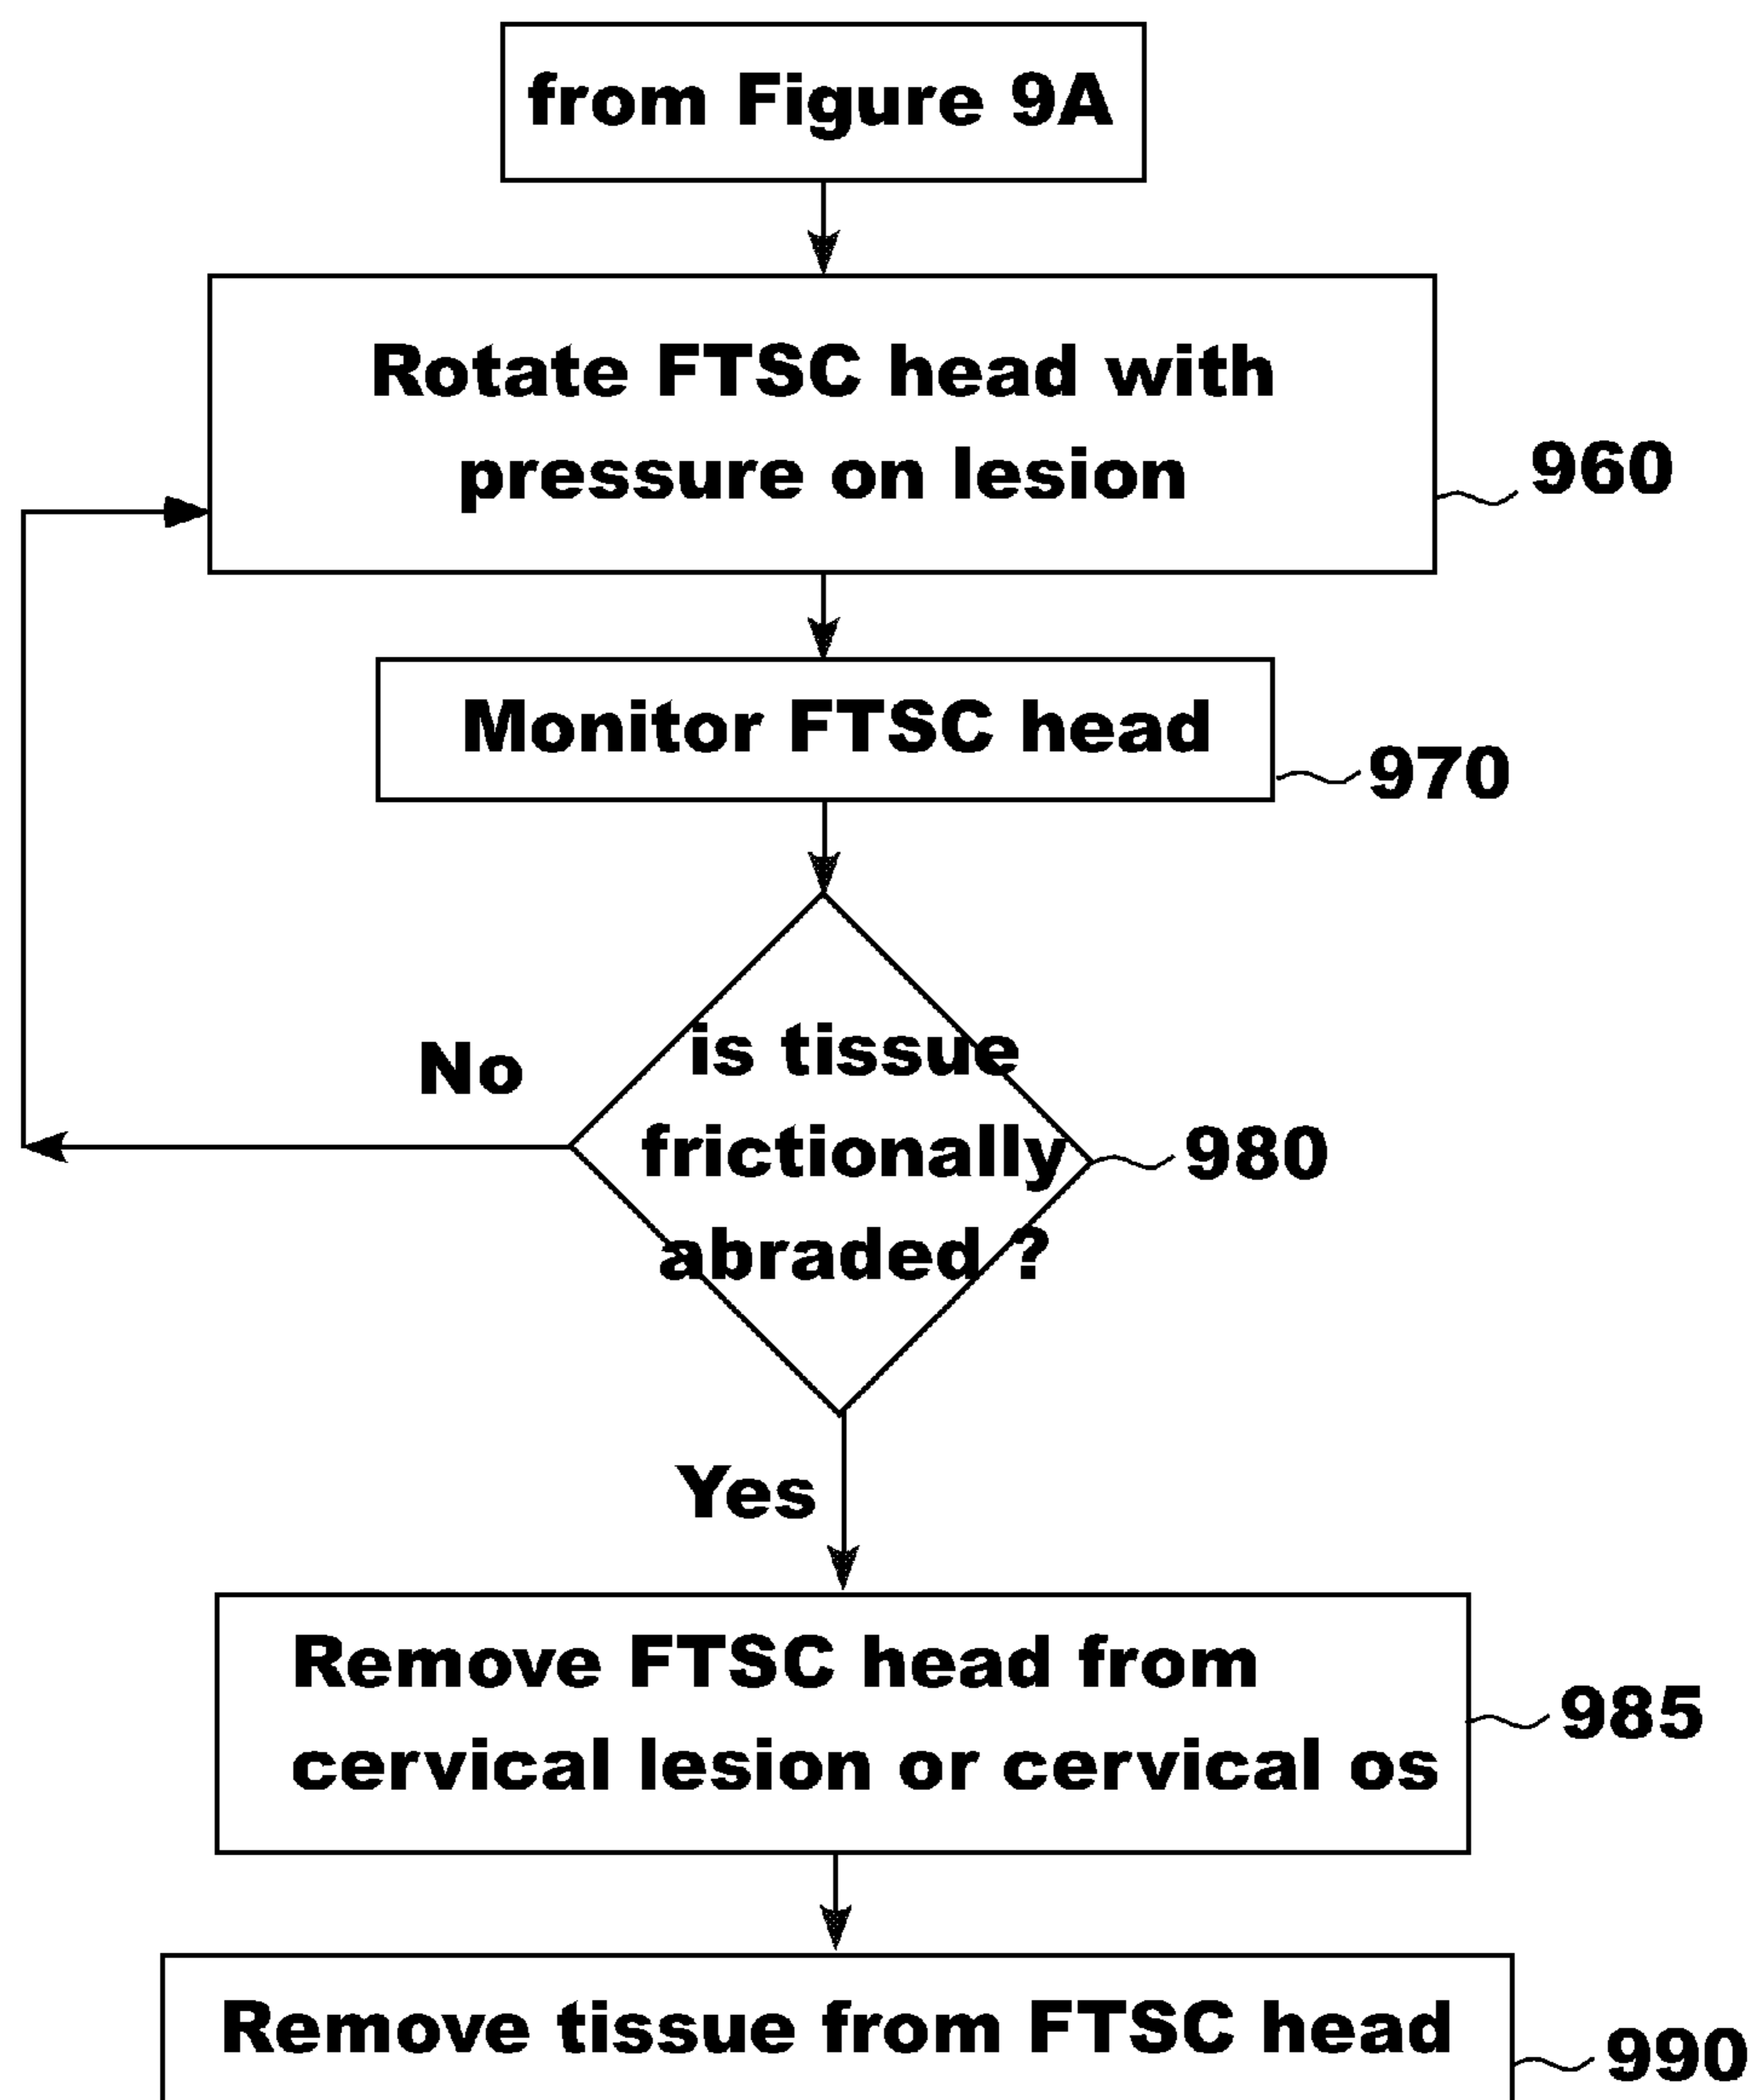 from Figure 9A
Rotate FTSC head with
pressure on lesion
960
Monitor FTSC head
970
is tissue
frictionally
abraded ?
980
No
Yes
Remove FTSC head from
cervical lesion or cervical os
985
Remove tissue from FTSC head
990